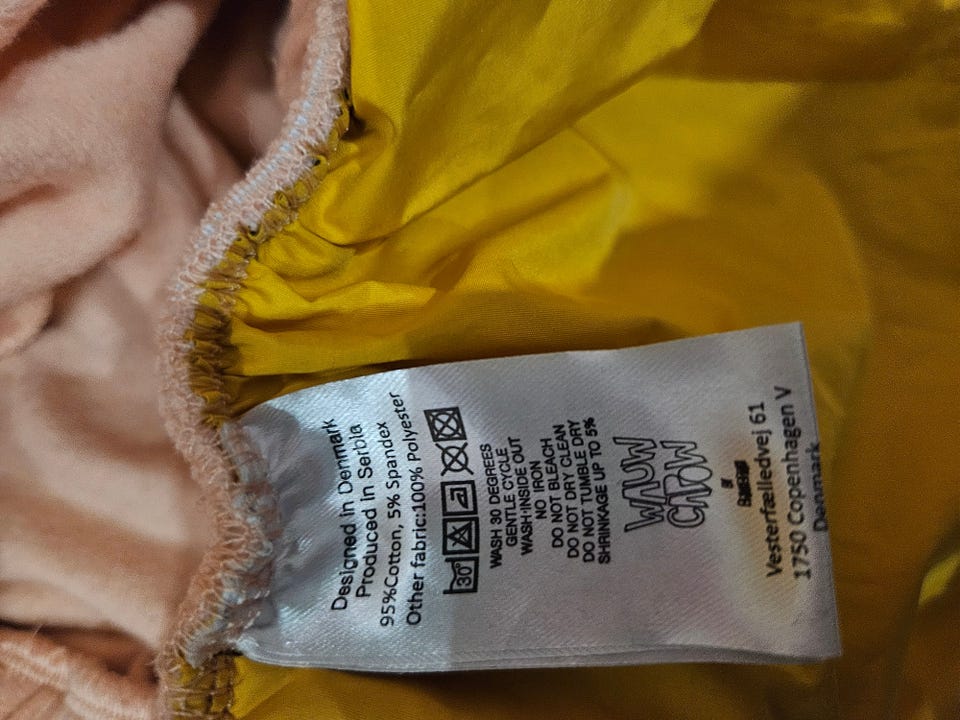 Designed in Denmark
Produced in Serbia
95%Cotton, 5% Spandex
Other fabric:100% Polyester
30°
WASH 30 DEGREES
GENTLE CYCLE
WASH INSIDE OUT
NO IRON
DO NOT BLEACH
DO NOT DRY CLEAN
DO NOT TUMBLE DRY
SHRINKAGE UP TO 5%
WAUW
CAPOW
Vesterfælledvej 61
1750 Copenhagen V
Denmark